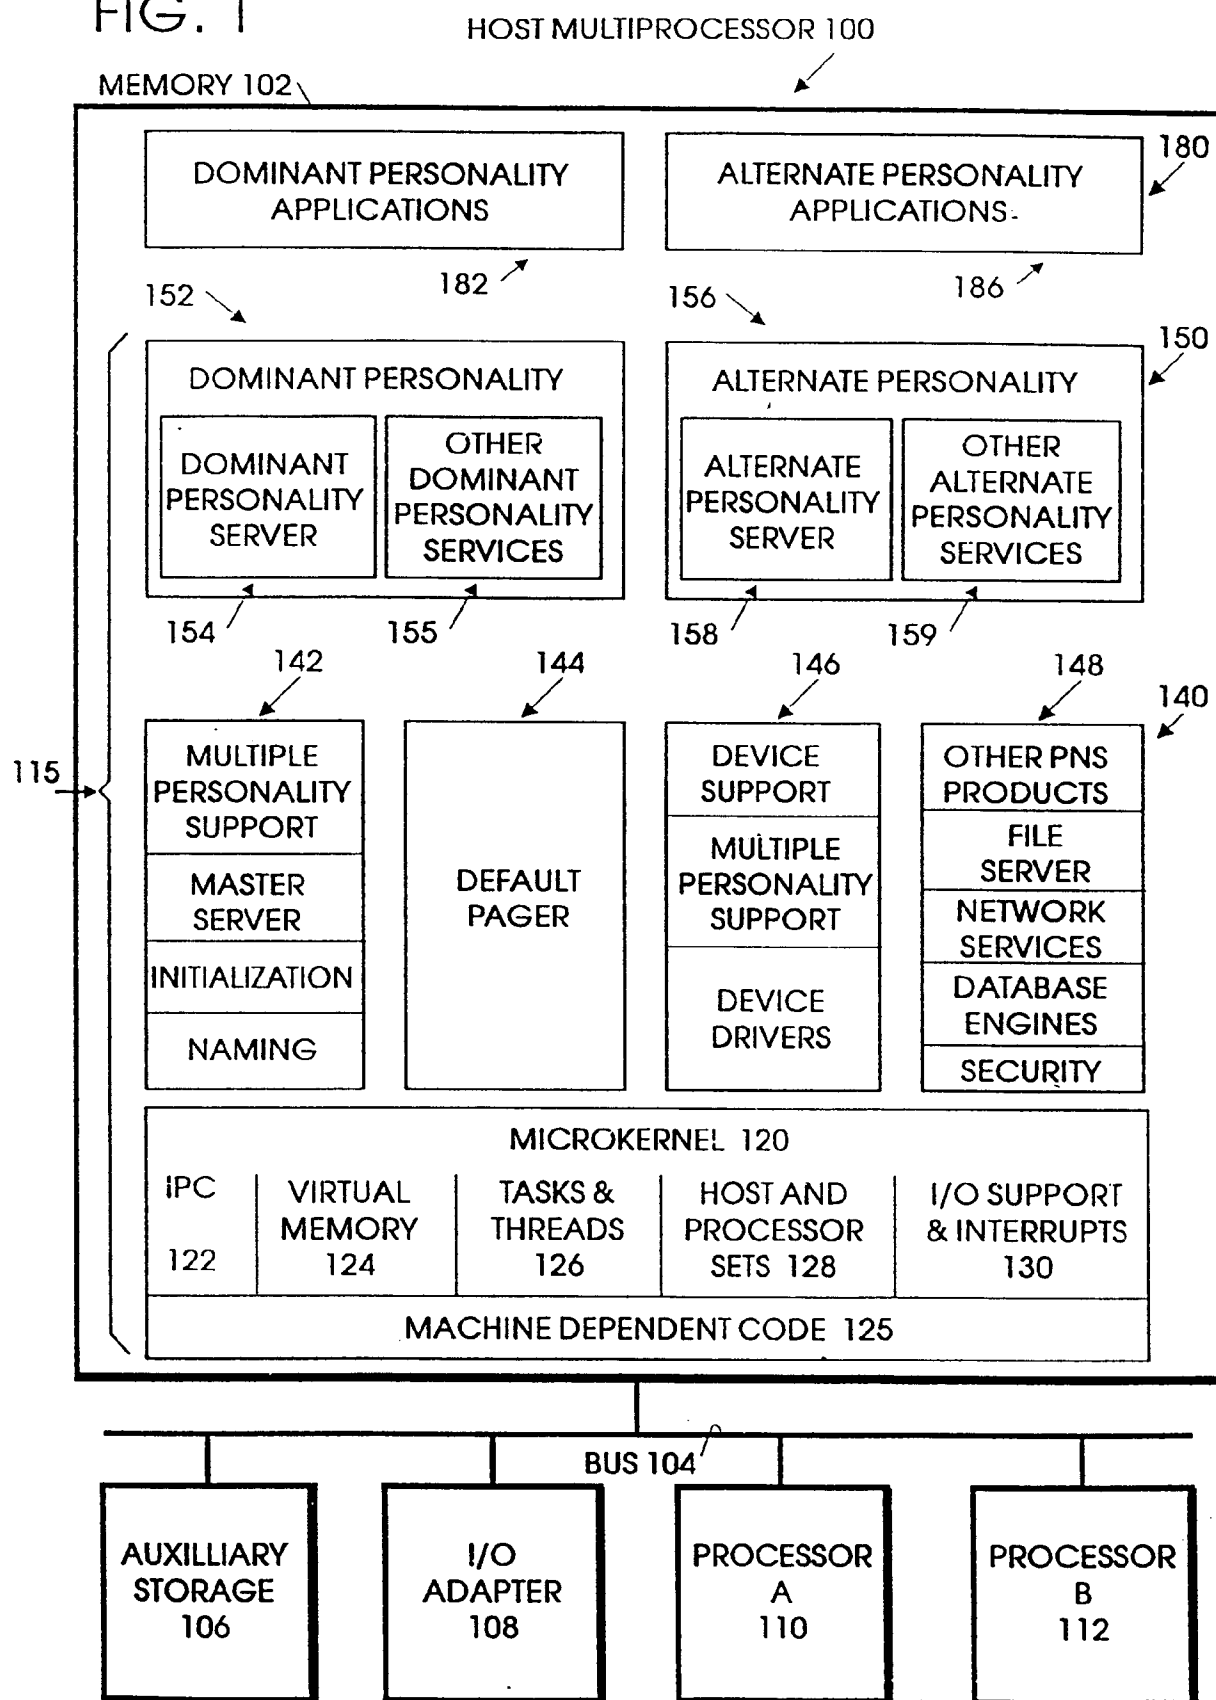 FIG. 1
HOST MULTIPROCESSOR 100
MEMORY 102
DOMINANT PERSONALITY
APPLICATIONS
ALTERNATE PERSONALITY
APPLICATIONS
180
182
186
152
156
150
DOMINANT PERSONALITY
DOMINANT
PERSONALITY
SERVER
OTHER
DOMINANT
PERSONALITY
SERVICES
ALTERNATE PERSONALITY
ALTERNATE
PERSONALITY
SERVER
OTHER
ALTERNATE
PERSONALITY
SERVICES
154
155
158
159
142
144
146
148
140
115
MULTIPLE
PERSONALITY
SUPPORT
MASTER
SERVER
INITIALIZATION
NAMING
DEFAULT
PAGER
DEVICE
SUPPORT
MULTIPLE
PERSONALITY
SUPPORT
DEVICE
DRIVERS
OTHER PNS
PRODUCTS
FILE
SERVER
NETWORK
SERVICES
DATABASE
ENGINES
SECURITY
MICROKERNEL 120
IPC
122
VIRTUAL
MEMORY
124
TASKS &
THREADS
126
HOST AND
PROCESSOR
SETS 128
I/O SUPPORT
& INTERRUPTS
130
MACHINE DEPENDENT CODE 125
BUS 104
AUXILLIARY
STORAGE
106
I/O
ADAPTER
108
PROCESSOR
A
110
PROCESSOR
B
112